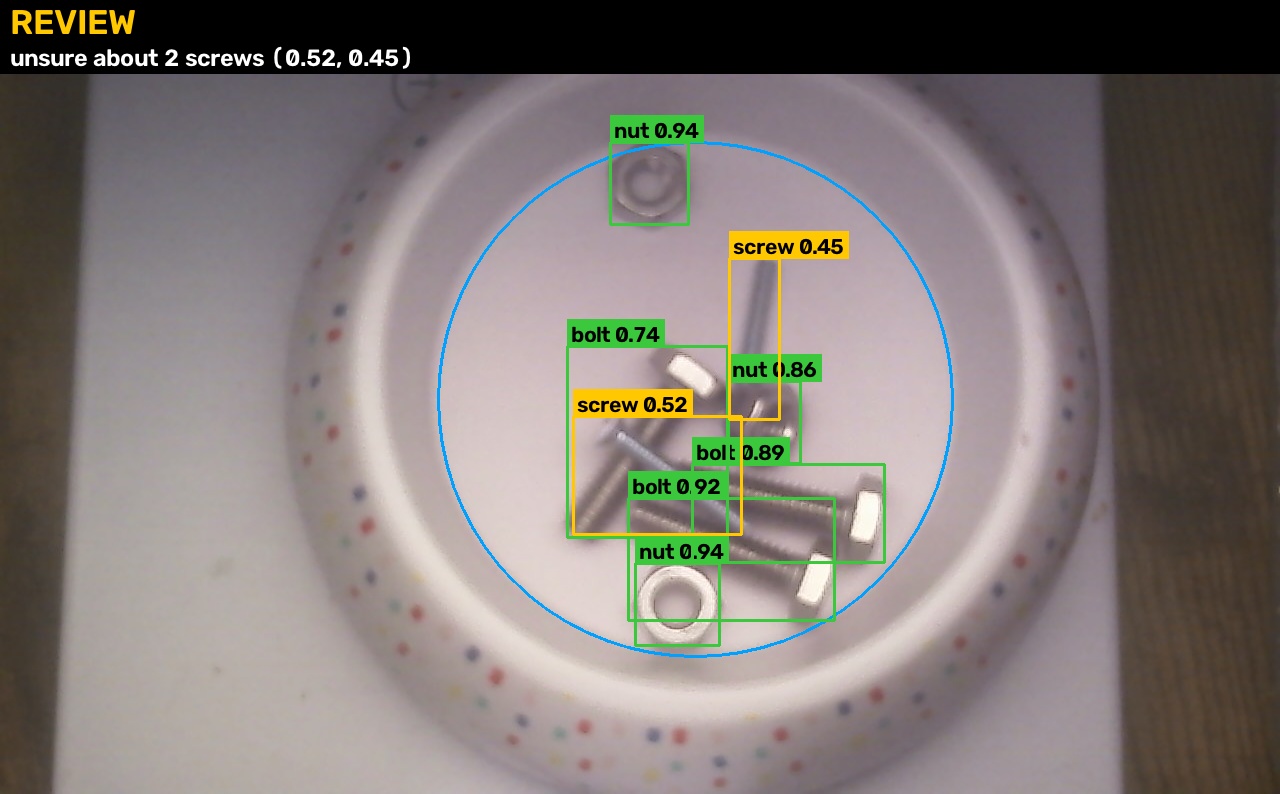 REVIEW
unsure about 2 screws (0.52, 0.45)
nut 0.94
screw 0.45
bolt 0.74
nut 0.86
screw 0.52
bolt 0.89
bolt 0.92
nut 0.94